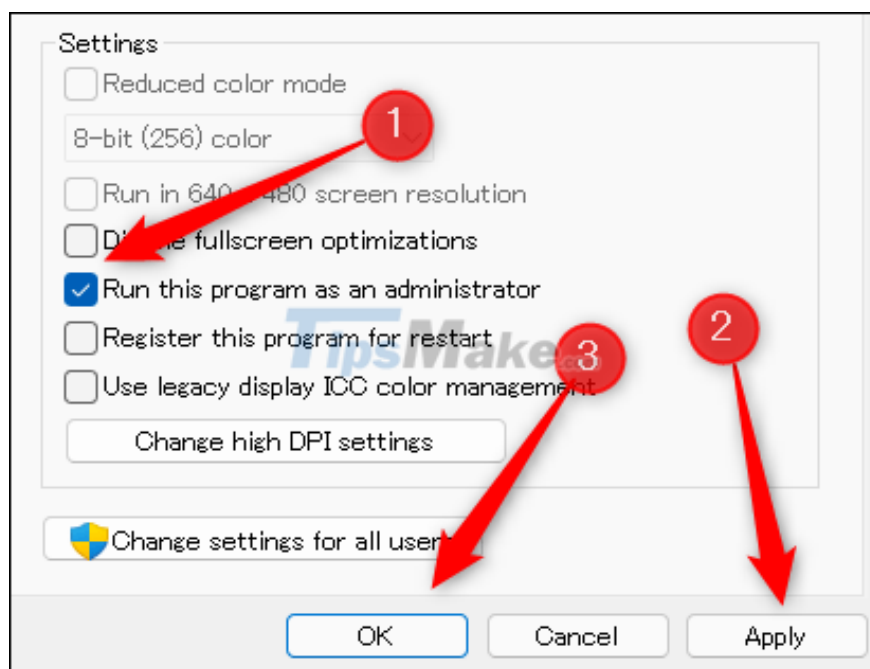 Settings
Reduced color mode
1
8-bit (256) color
Run in 640 480 screen resolution
fullscreen optimizations
Run this program as an administrator
2
Register this program for restart
TipsMake.com
3
Use legacy display ICC color management
Change high DPI settings
Change settings for all users
OK
Cancel
Apply